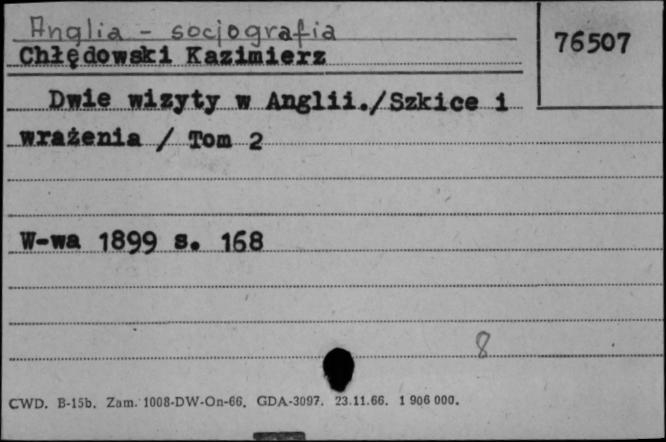 Anglia - socjografia
76507
Chłędowski Kazimierz
Dwie wizyty w Anglii./Szkice i
wrażenia / Tom 2
W-wa 1899 s. 168
8
CWD. B-15b. Zam. 1008-DW-On-66. GDA-3097. 23.11.66. 1 906 000.